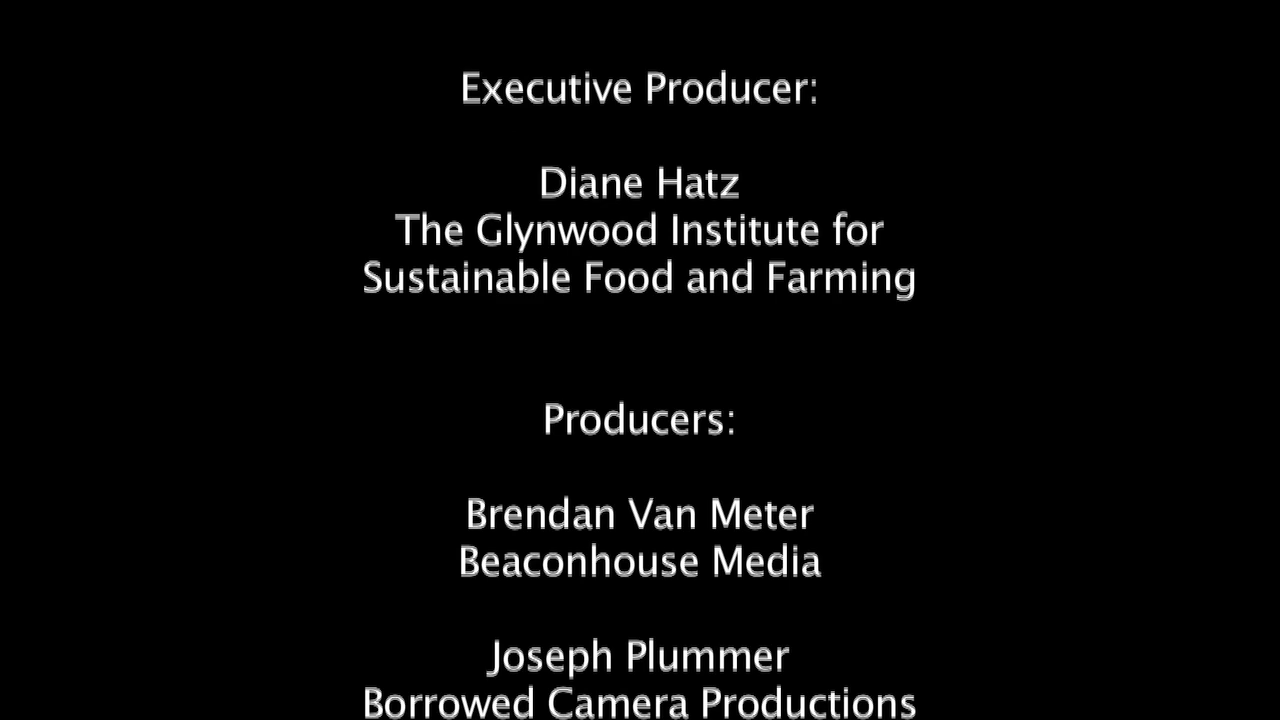 Executive Producer:
Diane Hatz
The Glynwood Institute for
Sustainable Food and Farming
Producers:
Brendan Van Meter
Beaconhouse Media
Joseph Plummer
Borrowed Camera Productions